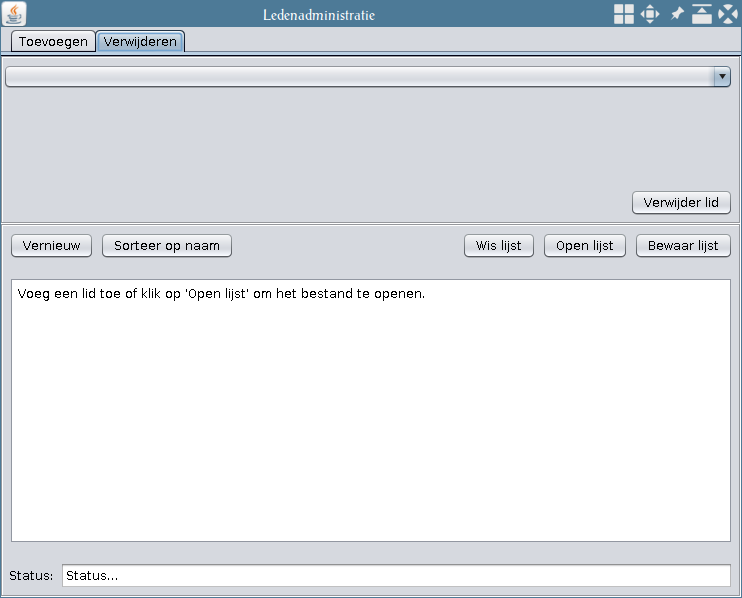 Ledenadministratie
Toevoegen Verwijderen
Verwijder lid
Vernieuw Sorteer op naam Wis lijst Open lijst Bewaar lijst
Voeg een lid toe of klik op 'Open lijst' om het bestand te openen.
Status: Status...